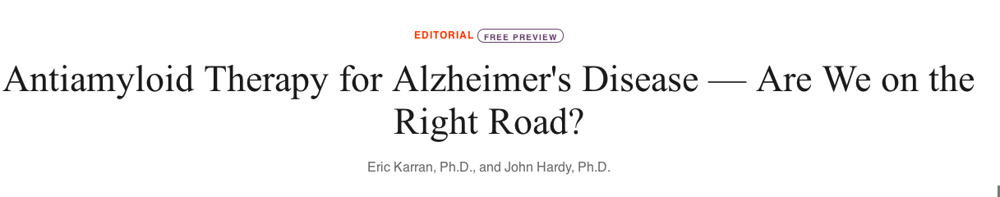 EDITORIAL FREE PREVIEW
Antiamyloid Therapy for Alzheimer's Disease — Are We on the
Right Road?
Eric Karran, Ph.D., and John Hardy, Ph.D.